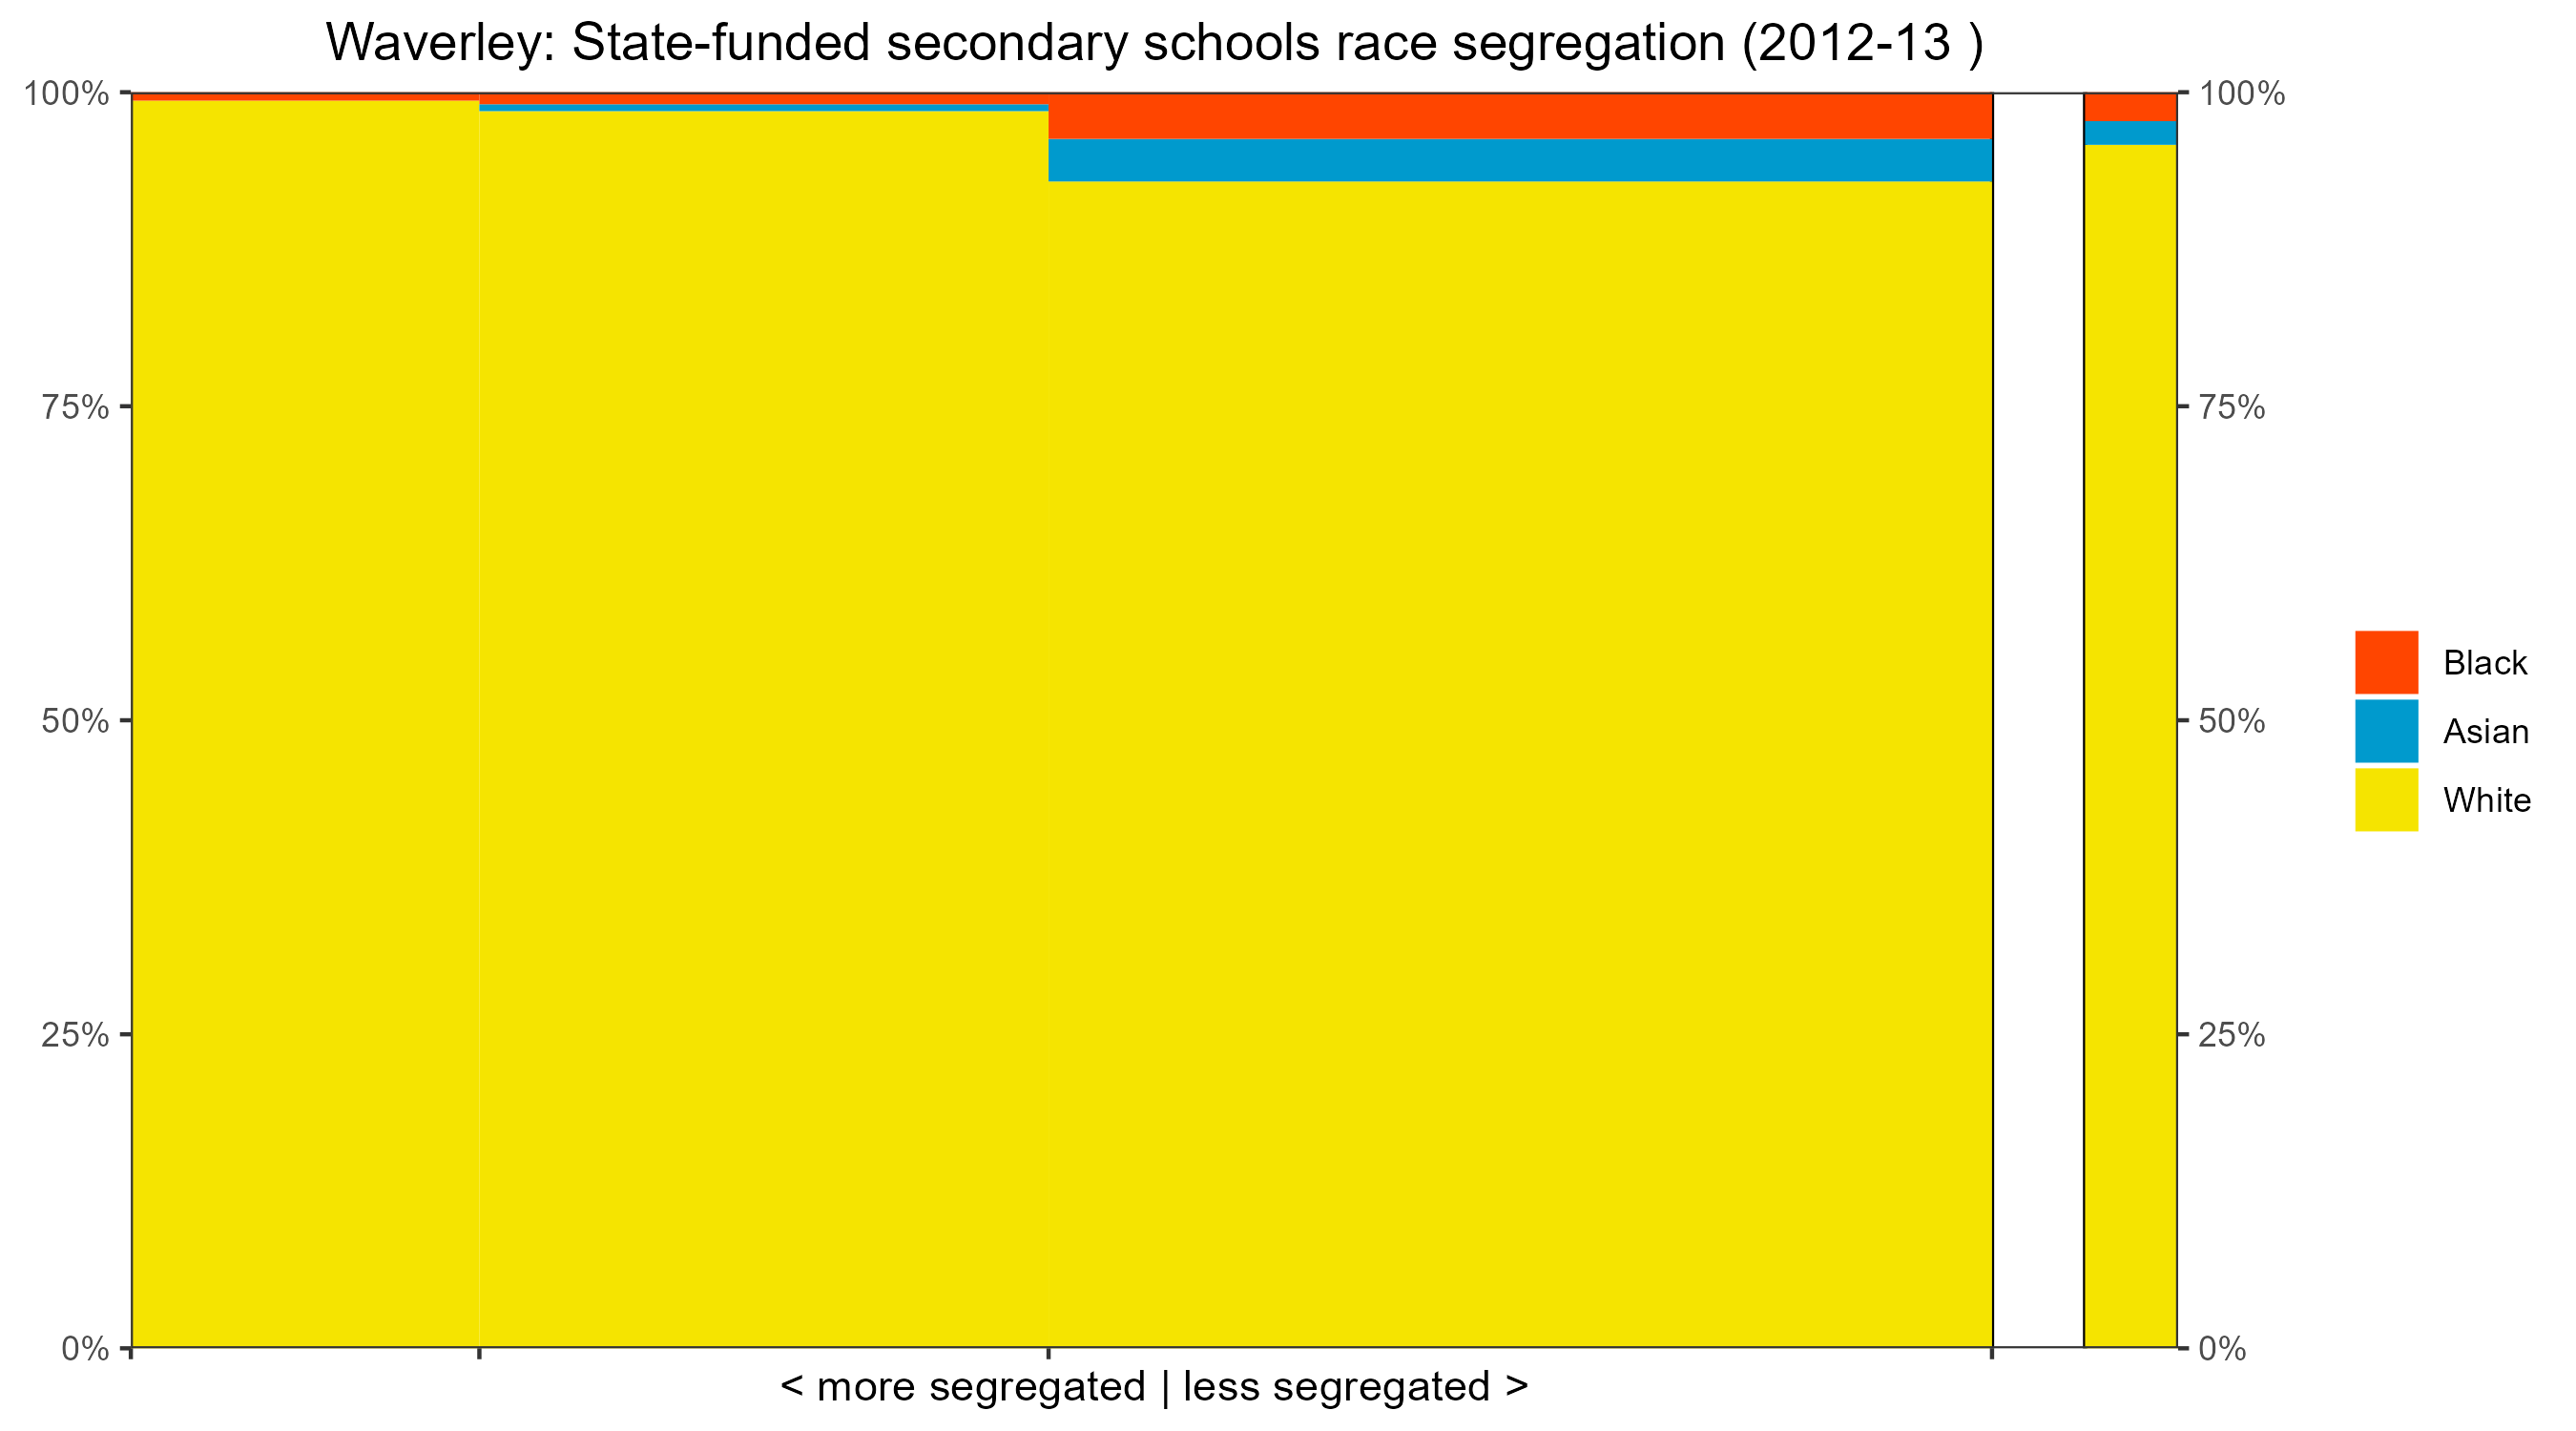 Waverley: State-funded secondary schools race segregation (2012-13 )
100%
75%
50%
25%
0%
100%
75%
50%
25%
0%
Black
Asian
White
< more segregated | less segregated >